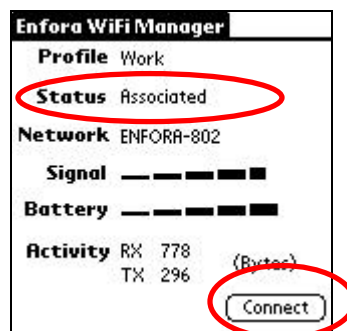 Enfora WiFi Manager
Profile Work
Status Associated
Network ENFORA-802
Signal
Battery
Activity RX 778
(Bytes)
TX 296
Connect